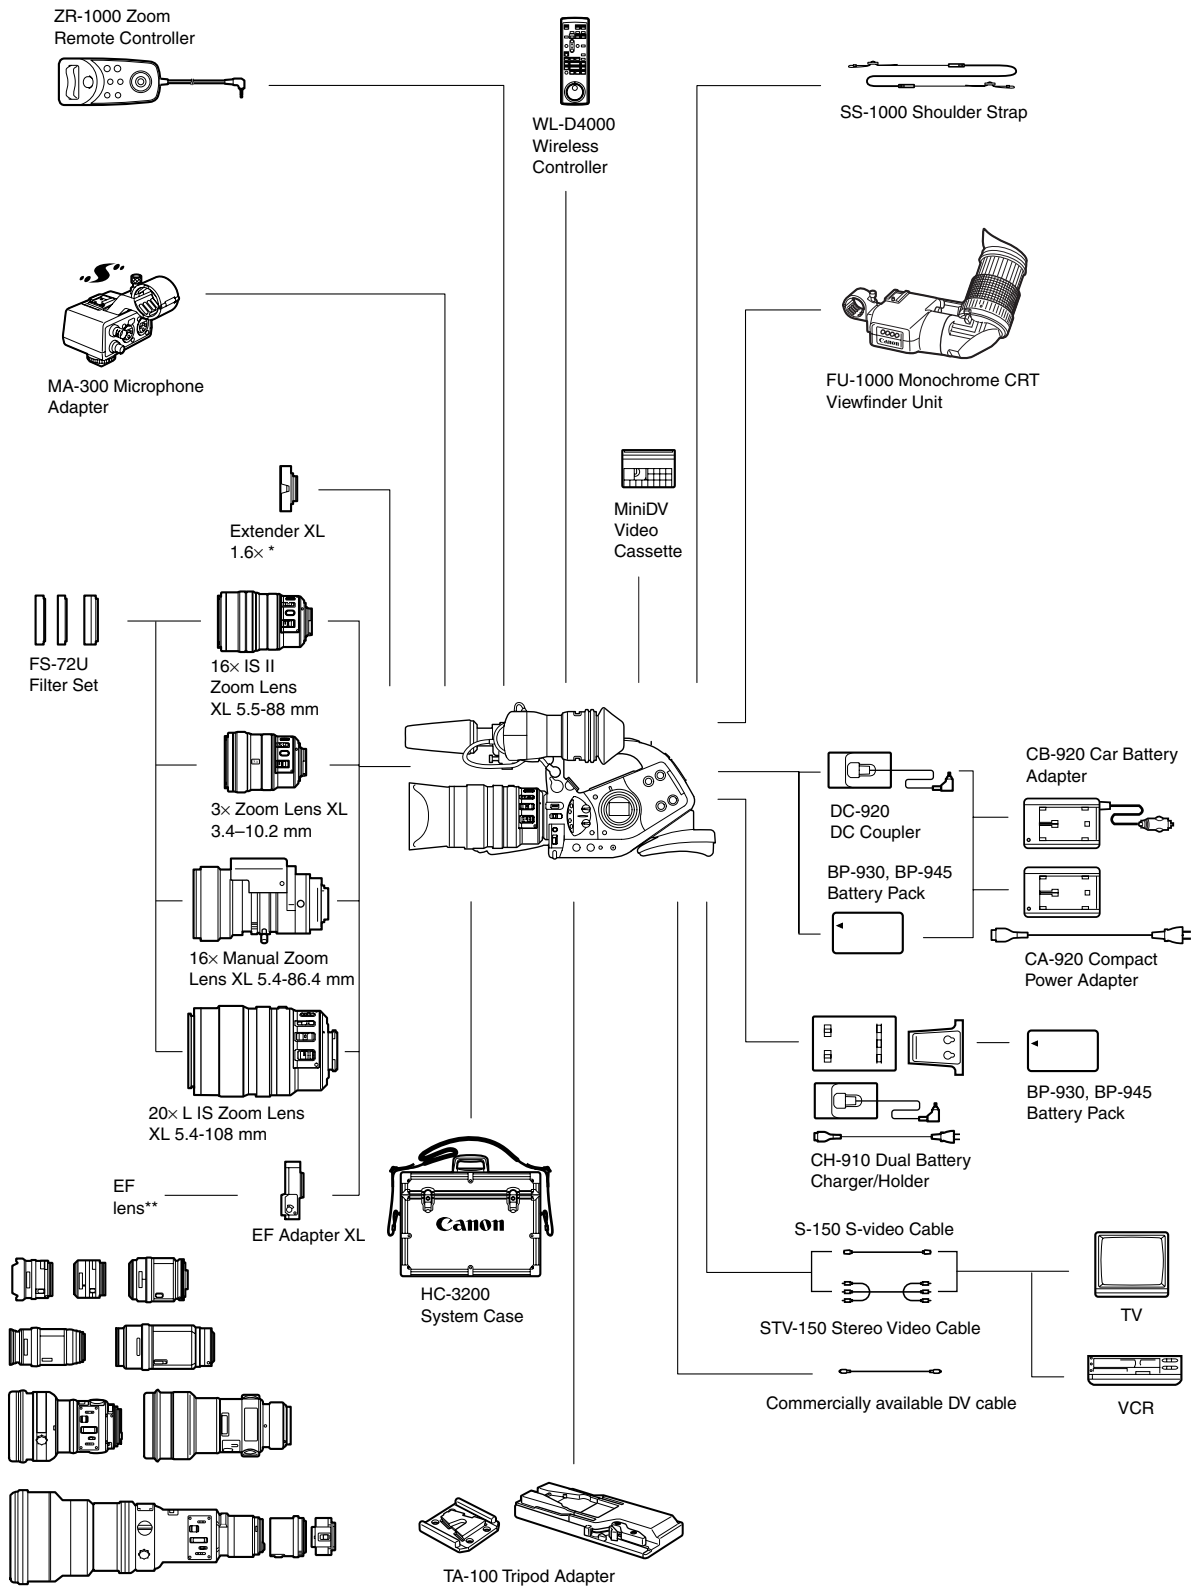 ZR-1000 Zoom
Remote Controller
WL-D4000
Wireless
Controller
SS-1000 Shoulder Strap
MA-300 Microphone
Adapter
Canon
FU-1000 Monochrome CRT
Viewfinder Unit
Extender XL
1.6× *
MiniDV
Video
Cassette
FS-72U
Filter Set
16× IS II
Zoom Lens
XL 5.5-88 mm
3× Zoom Lens XL
3.4–10.2 mm
16× Manual Zoom
Lens XL 5.4-86.4 mm
20× L IS Zoom Lens
XL 5.4-108 mm
EF
lens**
EF Adapter XL
Canon
HC-3200
System Case
DC-920
DC Coupler
CB-920 Car Battery
Adapter
BP-930, BP-945
Battery Pack
CA-920 Compact
Power Adapter
BP-930, BP-945
Battery Pack
CH-910 Dual Battery
Charger/Holder
S-150 S-video Cable
STV-150 Stereo Video Cable
TV
Commercially available DV cable
VCR
TA-100 Tripod Adapter